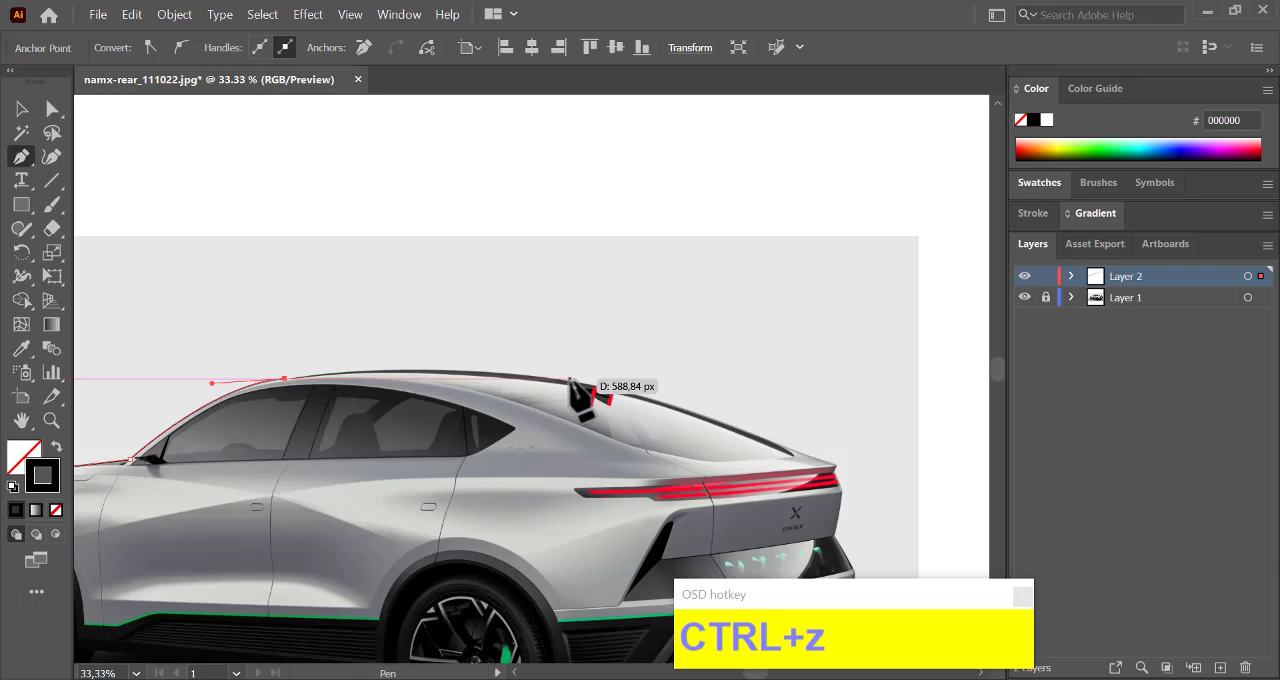 Ai File Edit Object Type Select Effect View Window Help Search Adobe Help
Anchor Point Convert: Handles: Anchors: Transform
namx-rear_111022.jpg* @ 33.33 % (RGB/Preview) ×
Color Color Guide
# 000000
Swatches Brushes Symbols
Stroke Gradient
Layers Asset Export Artboards
Layer 2
Layer 1
D: 588,84 px
X
OSD hotkey
CTRL+z
2 Layers
33,33% 1 Pen